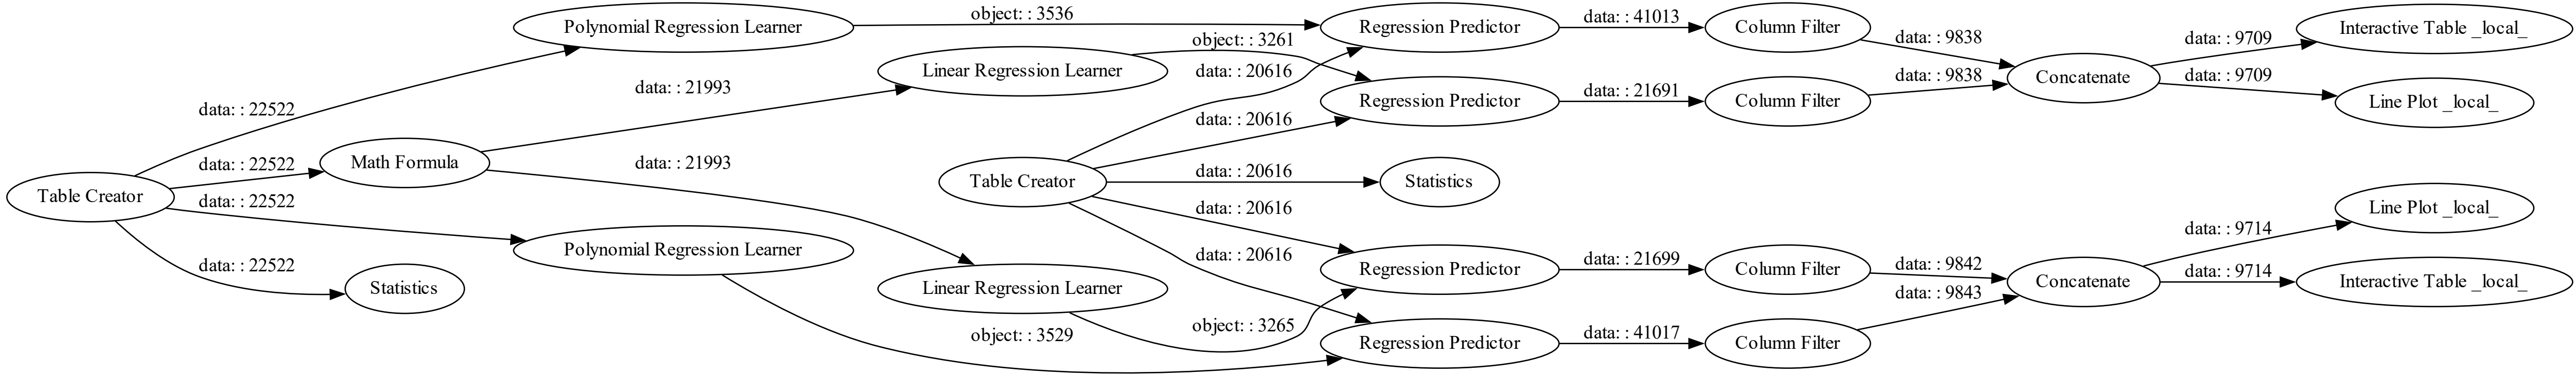 Polynomial Regression Learner
object: : 3536
Regression Predictor
data: : 41013
Column Filter
data: : 9838
data: : 9709
Interactive Table _local_
object: : 3261
Linear Regression Learner
data: : 20616
data: : 21993
data: : 22522
Regression Predictor
data: : 21691
Column Filter
data: : 9838
Concatenate
data: : 9709
Line Plot _local_
data: : 20616
Math Formula
data: : 22522
data: : 21993
Table Creator
data: : 22522
Table Creator
data: : 20616
Statistics
data: : 20616
Line Plot _local_
data: : 9714
Polynomial Regression Learner
data: : 22522
Statistics
data: : 20616
Regression Predictor
data: : 21699
Column Filter
data: : 9842
Concatenate
data: : 9714
Interactive Table _local_
Linear Regression Learner
data: : 9843
object: : 3265
object: : 3529
Regression Predictor
data: : 41017
Column Filter